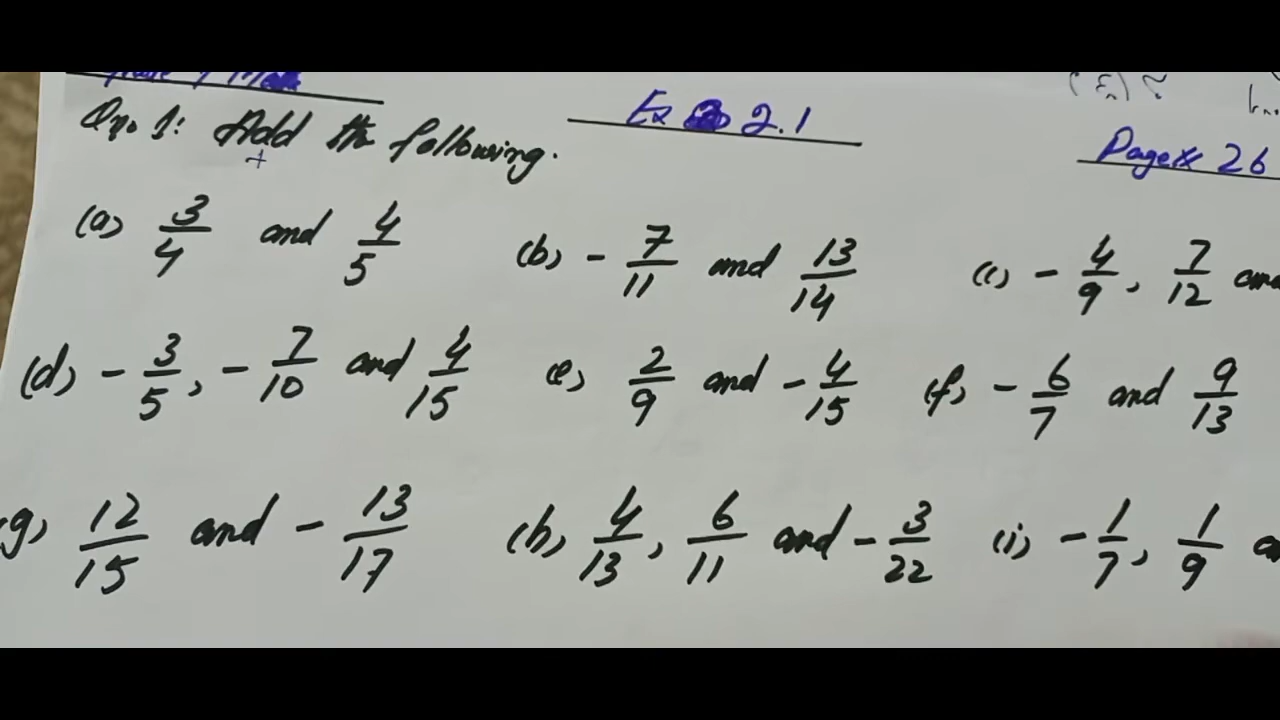 Ex 2.1
Page 26
Qno 1: Add the following.
+
(a) 3/4 and 4/5 (b) - 7/11 and 13/14 (c) - 4/9, 7/12
(d) - 3/5, - 7/10 and 4/15 (e) 2/9 and - 4/15 (f) - 6/7 and 9/13
g) 12/15 and - 13/17 (h) 4/13, 6/11 and - 3/22 (i) - 1/7, 1/9